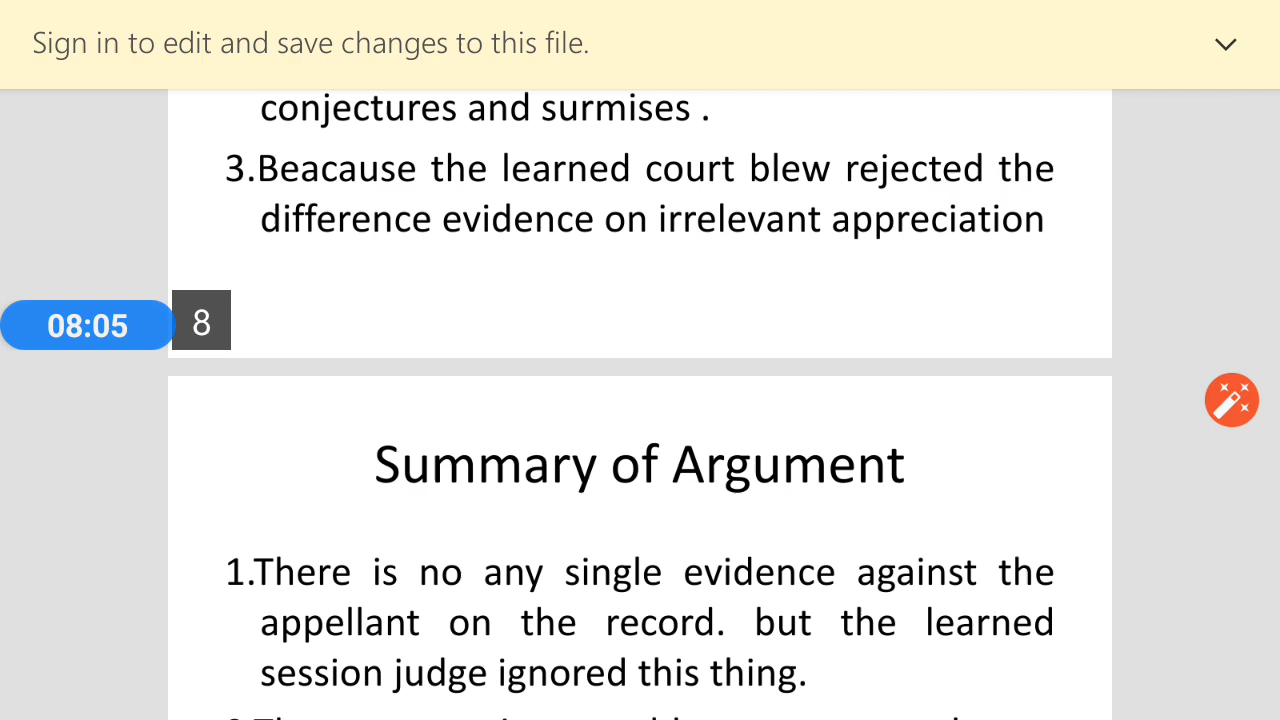 Sign in to edit and save changes to this file.
conjectures and surmises .
3.Beacause the learned court blew rejected the
difference evidence on irrelevant appreciation
08:05
8
Summary of Argument
1.There is no any single evidence against the
appellant on the record. but the learned
session judge ignored this thing.